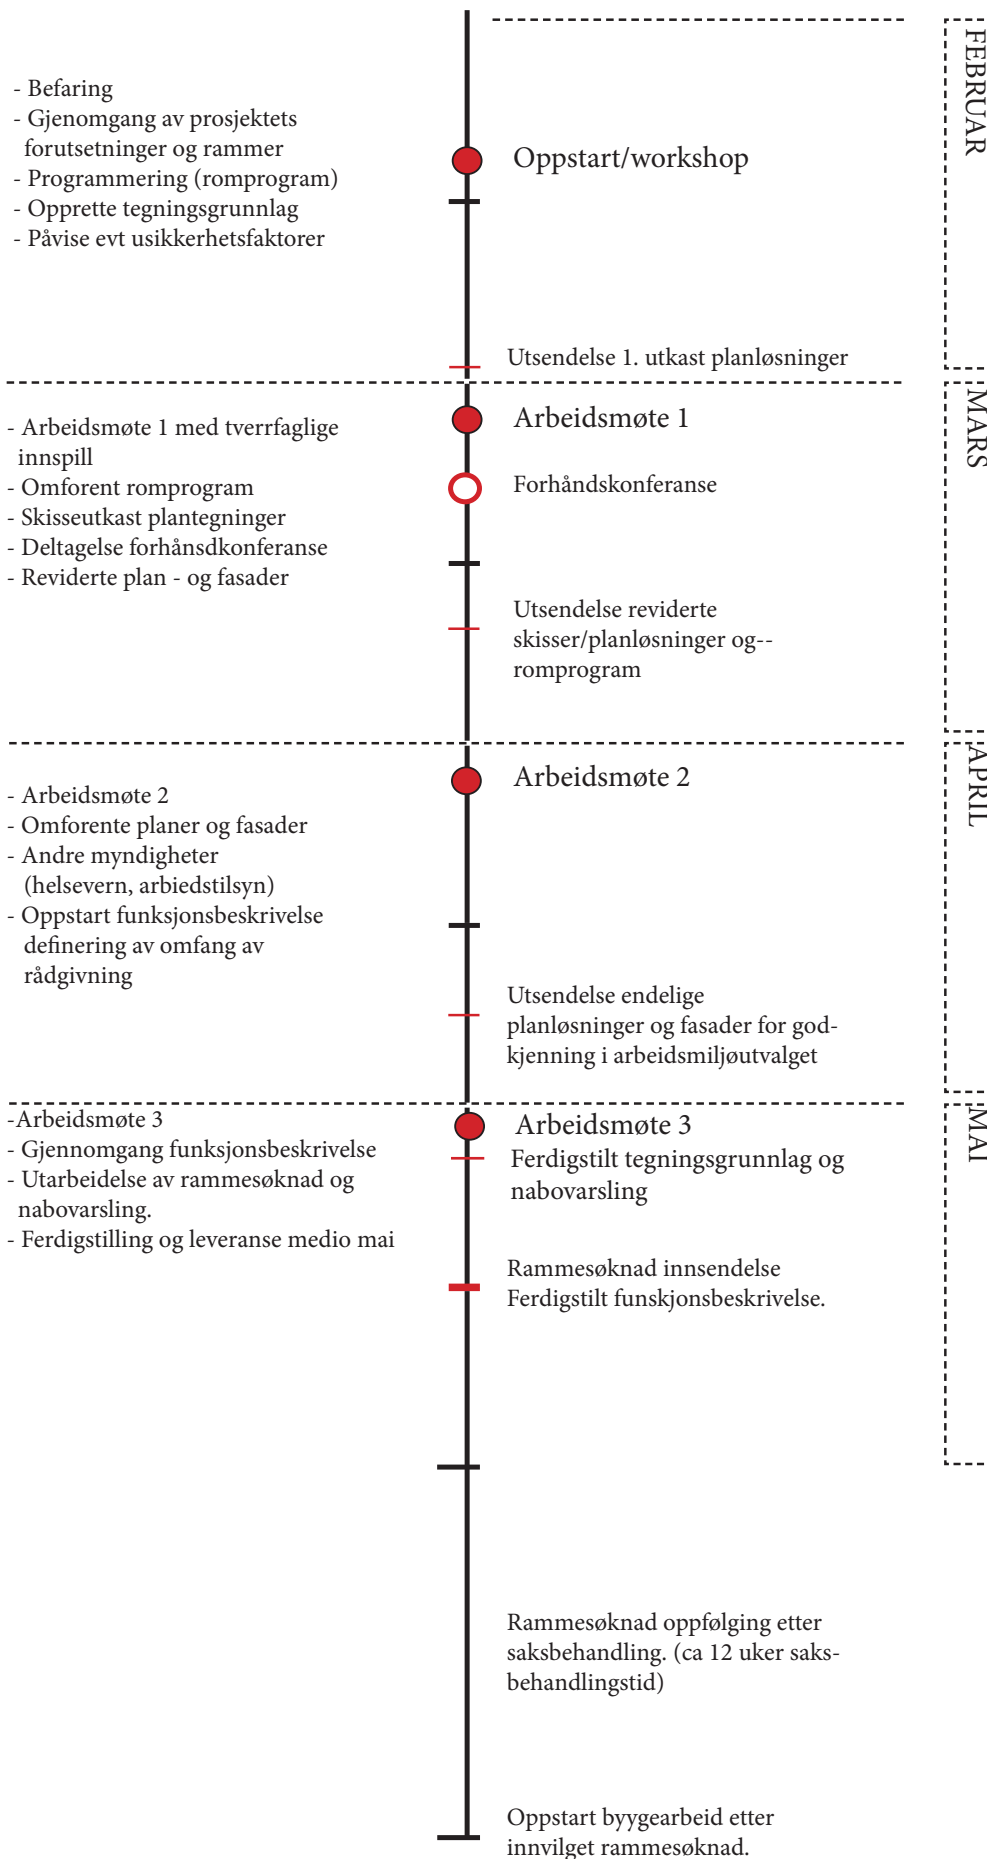 FEBRUAR
- Befaring
- Gjenomgang av prosjektets
forutsetninger og rammer
- Programmering (romprogram)
- Opprette tegningsgrunnlag
- Påvise evt usikkerhetsfaktorer
Oppstart/workshop
Utsendelse 1. utkast planløsninger
MARS
- Arbeidsmøte 1 med tverrfaglige
innspill
- Omforent romprogram
- Skisseutkast plantegninger
- Deltagelse forhånsdkonferanse
- Reviderte plan - og fasader
Arbeidsmøte 1
Forhåndskonferanse
Utsendelse reviderte
skisser/planløsninger og--
romprogram
APRIL
- Arbeidsmøte 2
- Omforente planer og fasader
- Andre myndigheter
(helsevern, arbiedstilsyn)
- Oppstart funksjonsbeskrivelse
definering av omfang av
rådgivning
Arbeidsmøte 2
Utsendelse endelige
planløsninger og fasader for god-
kjenning i arbeidsmiljøutvalget
MAI
-Arbeidsmøte 3
- Gjennomgang funksjonsbeskrivelse
- Utarbeidelse av rammesøknad og
nabovarsling.
- Ferdigstilling og leveranse medio mai
Arbeidsmøte 3
Ferdigstilt tegningsgrunnlag og
nabovarsling
Rammesøknad innsendelse
Ferdigstilt funskjonsbeskrivelse.
Rammesøknad oppfølging etter
saksbehandling. (ca 12 uker saks-
behandlingstid)
Oppstart byygearbeid etter
innvilget rammesøknad.